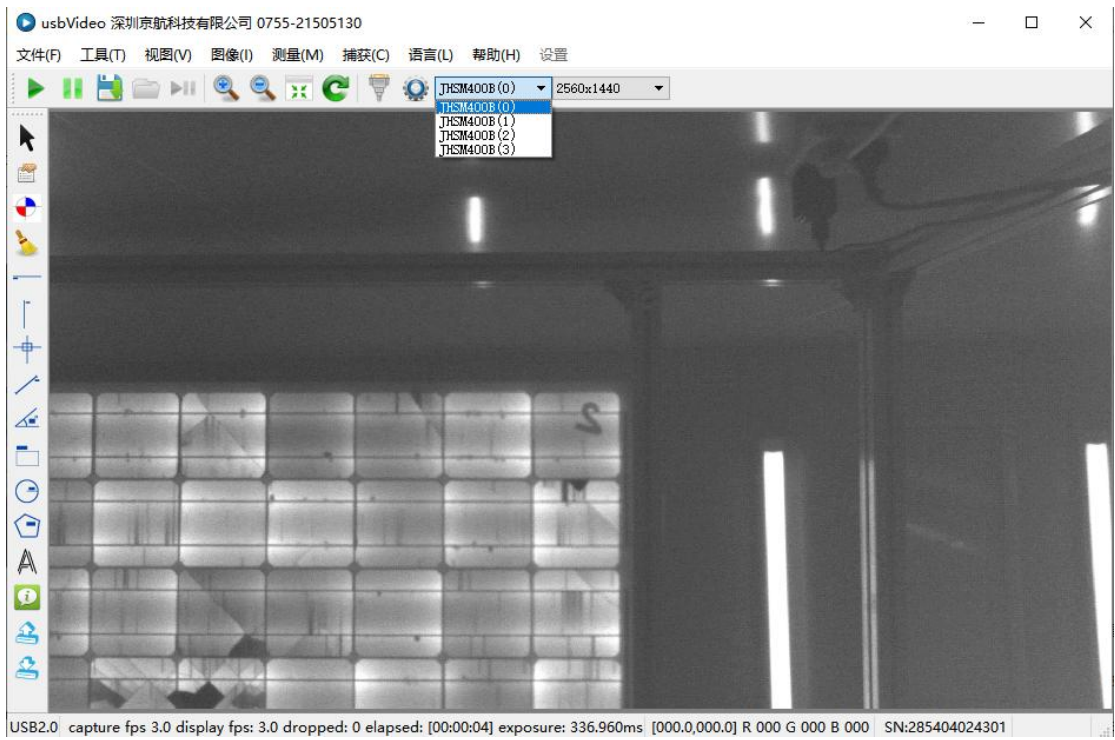 usbVideo 深圳京航科技有限公司 0755-21505130
文件(F) 工具(T) 视图(V) 图像(I) 测量(M) 捕获(C) 语言(L) 帮助(H) 设置
JHSM400B(0) 2560x1440
JHSM400B(0)
JHSM400B(1)
JHSM400B(2)
JHSM400B(3)
2
A
i
USB2.0 capture fps 3.0 display fps: 3.0 dropped: 0 elapsed: [00:00:04] exposure: 336.960ms [000.0,000.0] R 000 G 000 B 000 SN:285404024301